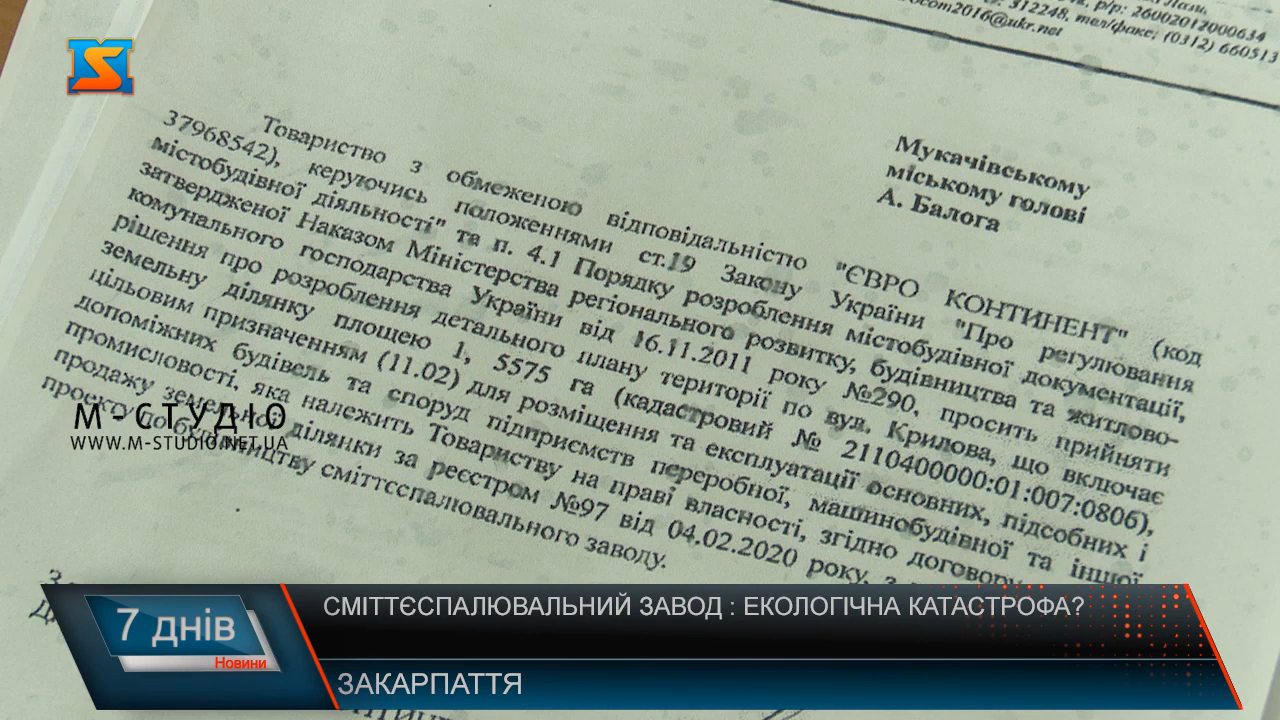 р/р: 26002012000634
312248, тел/факс: (0312) 660513
rocom2016@ukr.net
Мукачівському
міському голові
А. Балога
Товариство з обмеженою відповідальністю "ЄВРО КОНТИНЕНТ" (код
37968542), керуючись положеннями ст.19 Закону України "Про регулювання
містобудівної діяльності" та п. 4.1 Порядку розроблення містобудівної документації,
затвердженої Наказом Міністерства регіонального розвитку, будівництва та житлово-
комунального господарства України від 16.11.2011 року №290, просить прийняти
рішення про розроблення детального плану території по вул. Крилова, що включає
земельну ділянку площею 1, 5575 га (кадастровий № 2110400000:01:007:0806),
цільовим призначенням (11.02) для розміщення та експлуатації основних, підсобних і
допоміжних будівель та споруд підприємств переробної, машинобудівної та іншої
промисловості, яка належить Товариству на праві власності, згідно договору
продажу земельної ділянки за реєстром №97 від 04.02.2020 року, з
проекту по будівництву сміттєспалювального заводу.
М-СТУДІО
WWW.M-STUDIO.NET.UA
7 днів
Новини
СМІТТЄСПАЛЮВАЛЬНИЙ ЗАВОД : ЕКОЛОГІЧНА КАТАСТРОФА?
ЗАКАРПАТТЯ